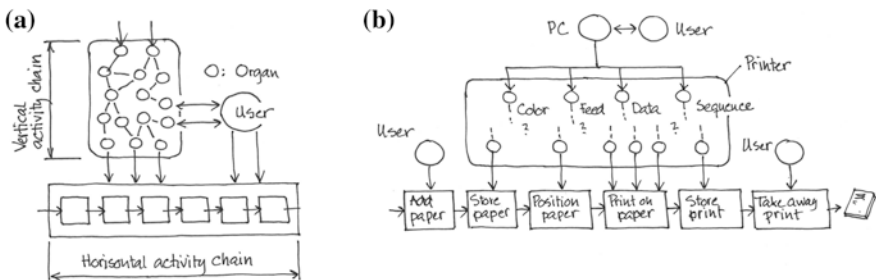 (a)
Vertical
activity chain
O: Organ
User
Horisontal activity chain
(b)
PC
User
Printer
Color
Feed
Data
Sequence
?
?
?
User
User
Add
paper
Store
paper
Position
paper
Print on
paper
Store
print
Take away
print